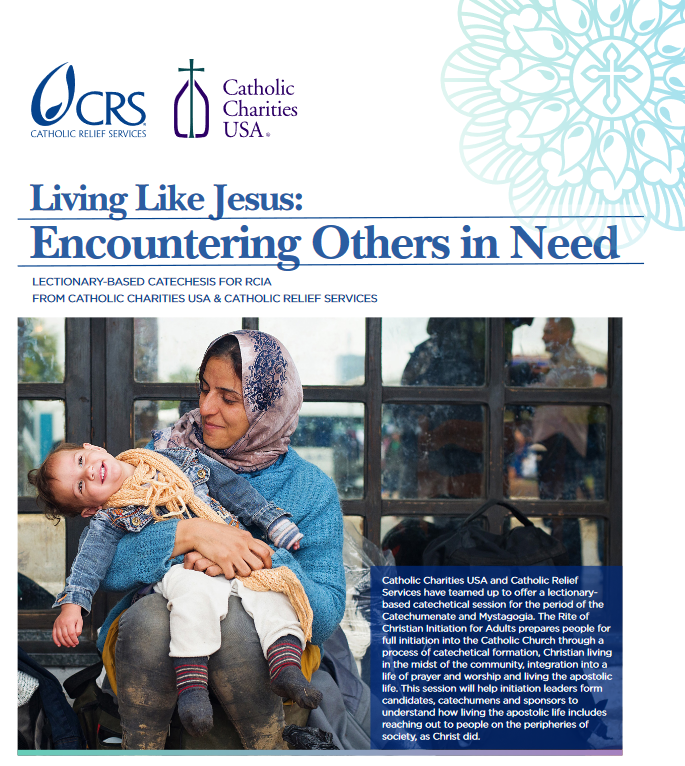 CRS
CATHOLIC RELIEF SERVICES
Catholic
Charities
USA®
Living Like Jesus:
Encountering Others in Need
LECTIONARY-BASED CATECHESIS FOR RCIA
FROM CATHOLIC CHARITIES USA & CATHOLIC RELIEF SERVICES
Catholic Charities USA and Catholic Relief
Services have teamed up to offer a lectionary-
based catechetical session for the period of the
Catechumenate and Mystagogy. The Rite of
Christian Initiation for Adults prepares people for
full initiation into the Catholic Church through a
process of catechetical formation, Christian living
in the midst of the community, integration into a
life of prayer and worship and living the apostolic
life. This session will help initiation leaders form
candidates, catechumens and sponsors to
understand how living the apostolic life includes
reaching out to people on the peripheries of
society, as Christ did.